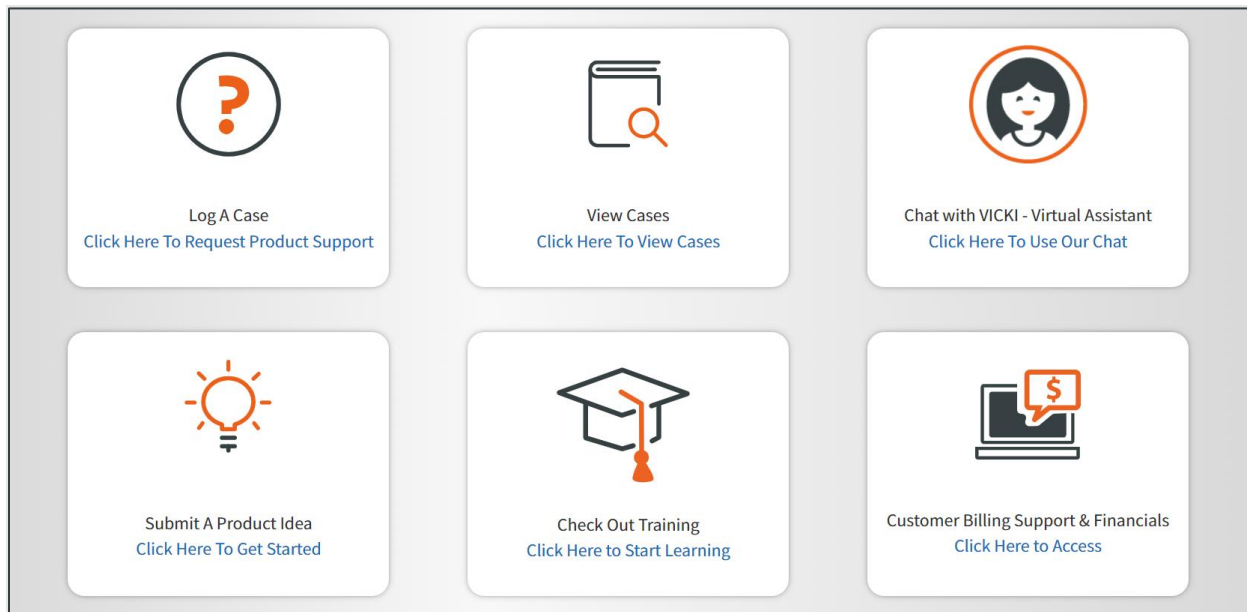 ?
Log A Case
Click Here To Request Product Support
View Cases
Click Here To View Cases
Chat with VICKI - Virtual Assistant
Click Here To Use Our Chat
Submit A Product Idea
Click Here To Get Started
Check Out Training
Click Here to Start Learning
$
Customer Billing Support & Financials
Click Here to Access